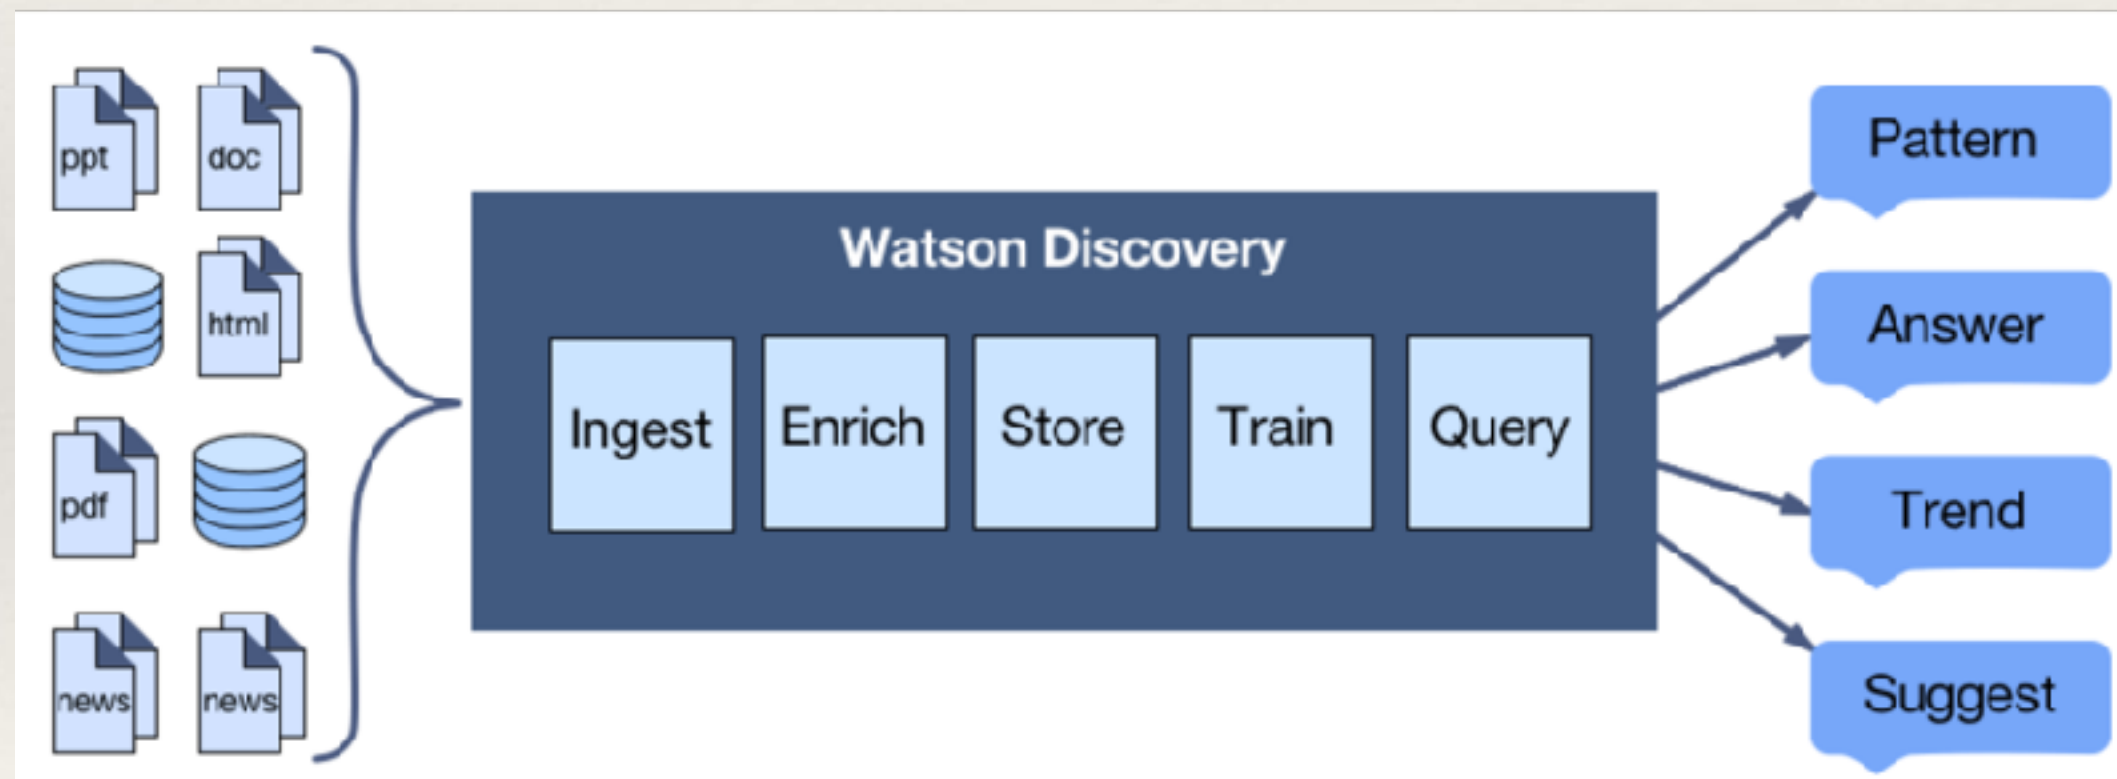 ppt
doc
html
pdf
news
news
Watson Discovery
Ingest
Enrich
Store
Train
Query
Pattern
Answer
Trend
Suggest